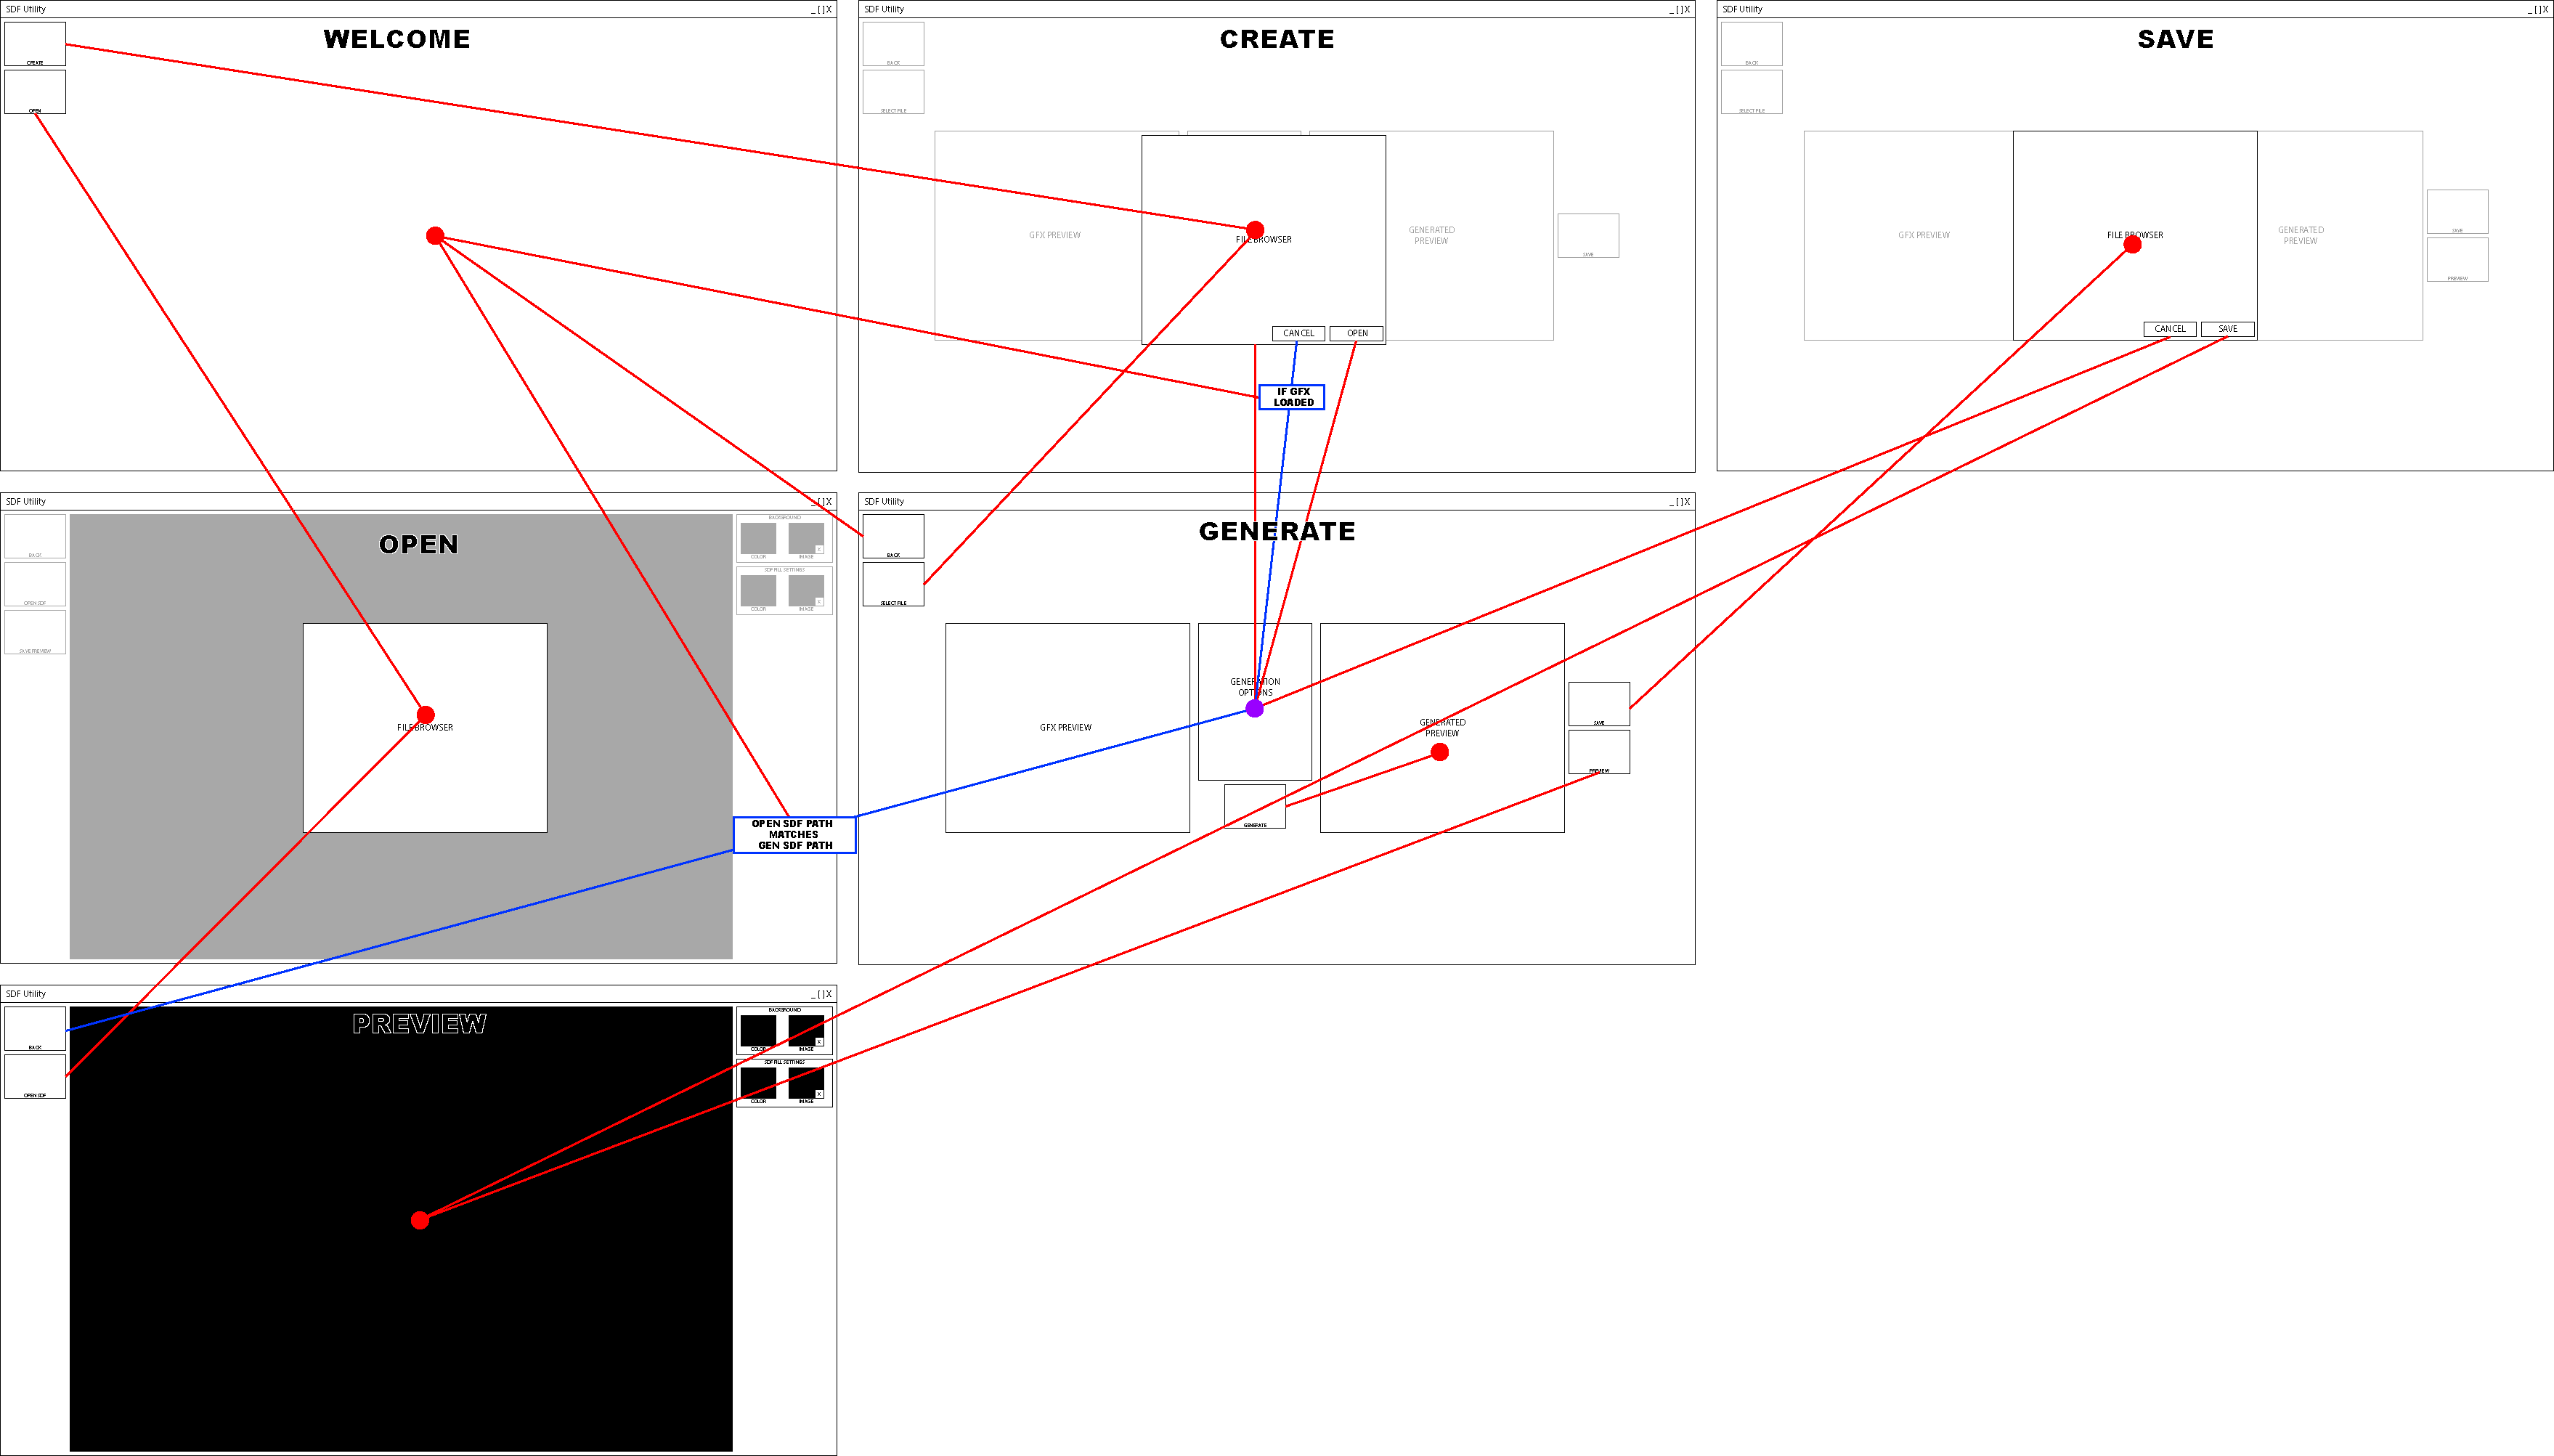 SDF Utility
_ [ ] X
WELCOME
CREATE
OPEN
SDF Utility
_ [ ] X
CREATE
BACK
SELECT FILE
GFX PREVIEW
FILE BROWSER
GENERATED
PREVIEW
SAVE
CANCEL
OPEN
IF GFX
LOADED
SDF Utility
_ [ ] X
SAVE
BACK
SELECT FILE
GFX PREVIEW
FILE BROWSER
GENERATED
PREVIEW
SAVE
PREVIEW
CANCEL
SAVE
SDF Utility
_ [ ] X
OPEN
BACK
OPEN SDF
SAVE PREVIEW
BACKGROUND
COLOR
IMAGE
X
SDF FILL SETTINGS
COLOR
IMAGE
X
FILE BROWSER
OPEN SDF PATH
MATCHES
GEN SDF PATH
SDF Utility
_ [ ] X
GENERATE
BACK
SELECT FILE
GFX PREVIEW
GENERATION
OPTIONS
GENERATE
GENERATED
PREVIEW
SAVE
PREVIEW
SDF Utility
_ [ ] X
PREVIEW
BACK
OPEN SDF
BACKGROUND
COLOR
IMAGE
X
SDF FILL SETTINGS
COLOR
IMAGE
X